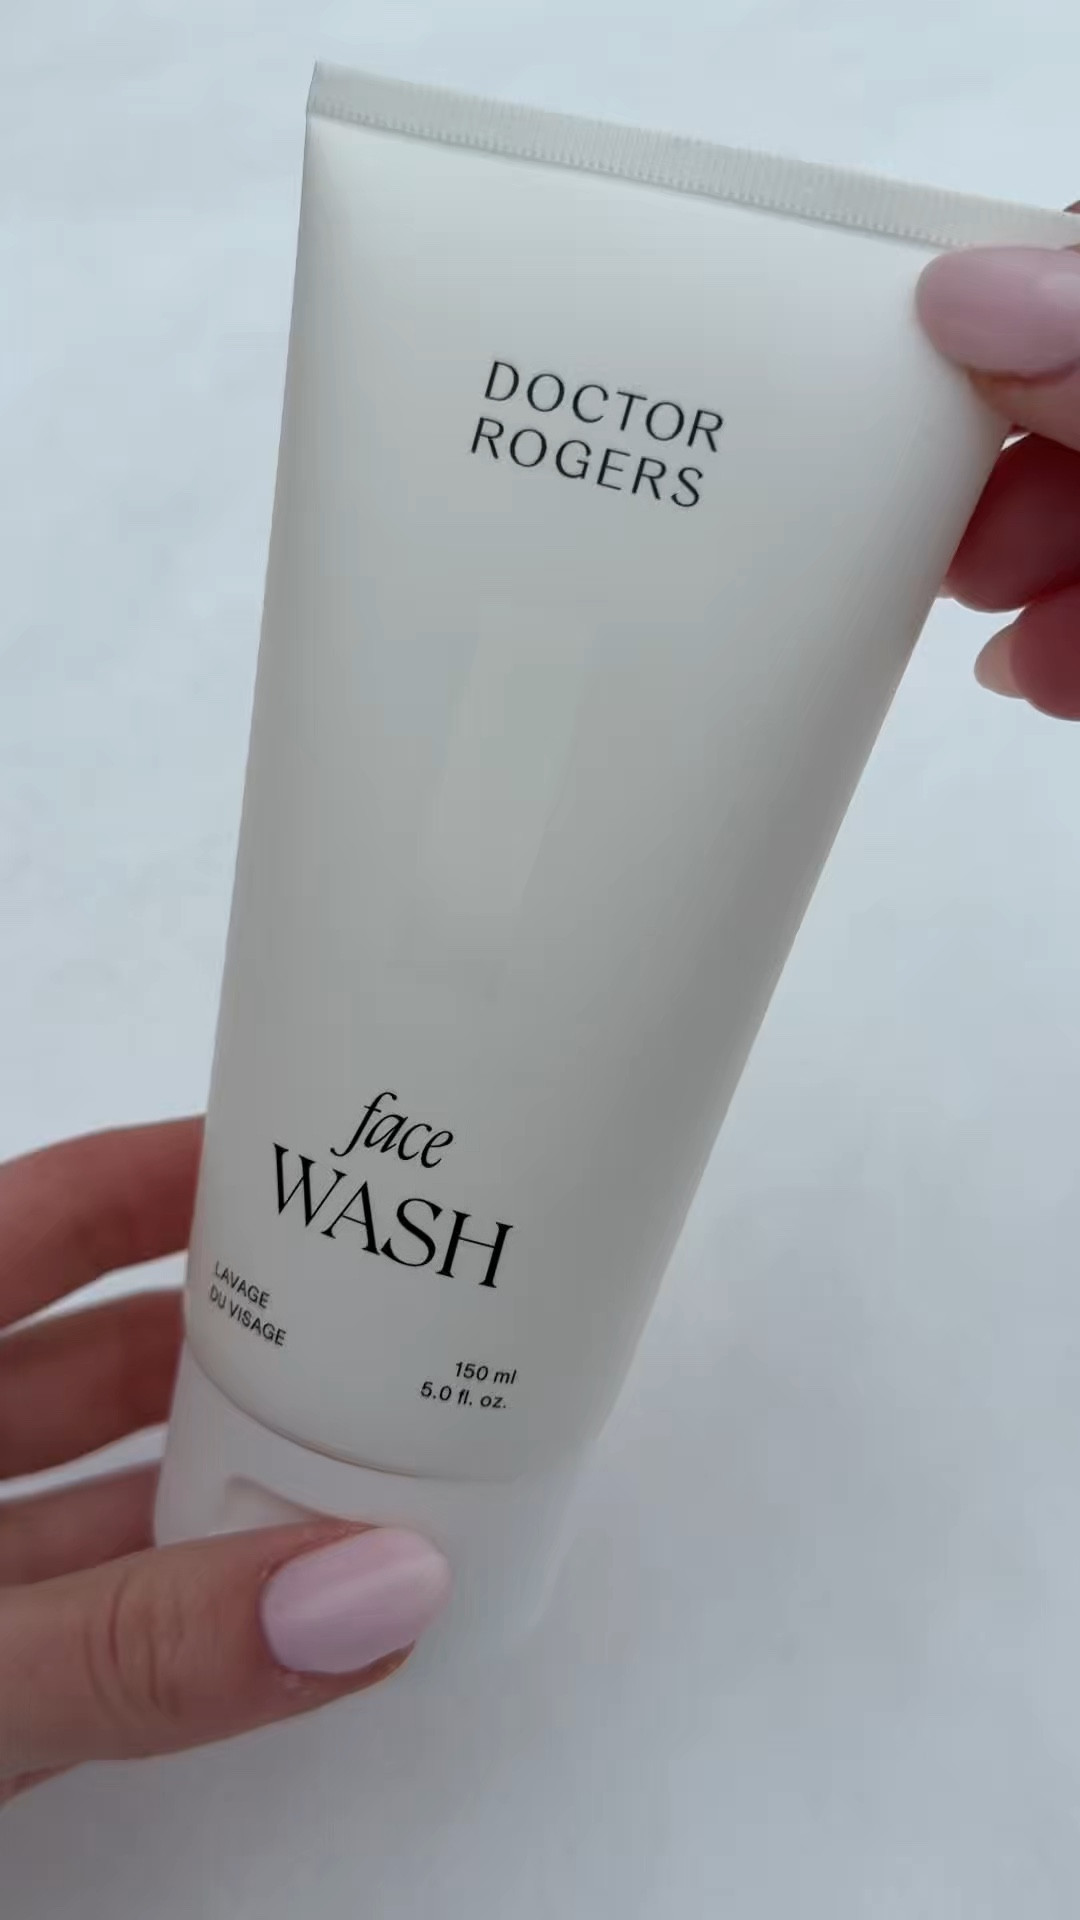 DOCTOR
ROGERS
face
WASH
LAVAGE
DU VISAGE
150 ml
5.0 fl. oz.